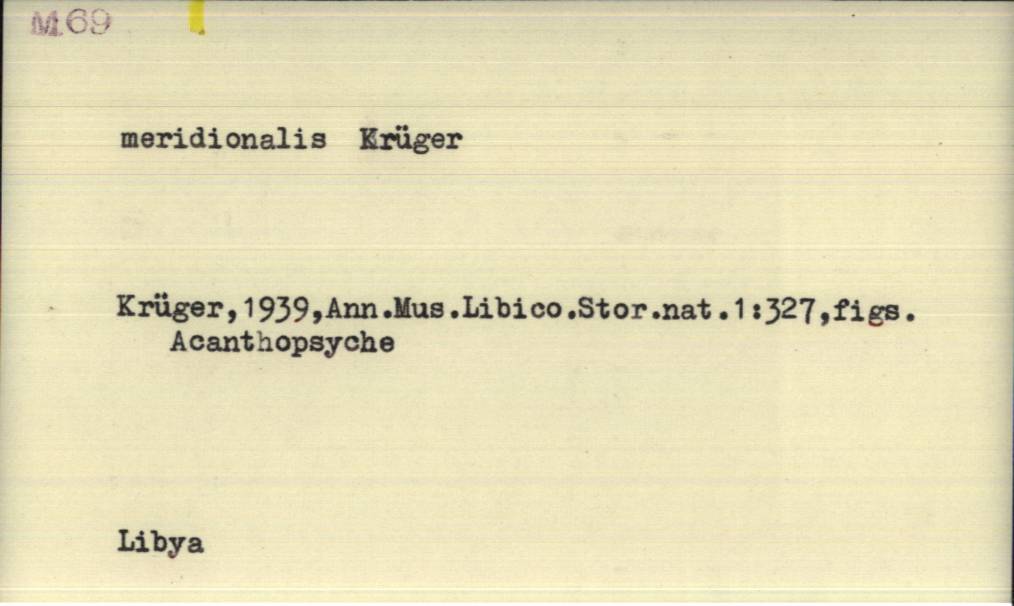 M.69
meridionalis Krüger
Krüger,1939,Ann.Mus.Libico.Stor.nat.1:327,figs.
Acanthopsyche
Libya